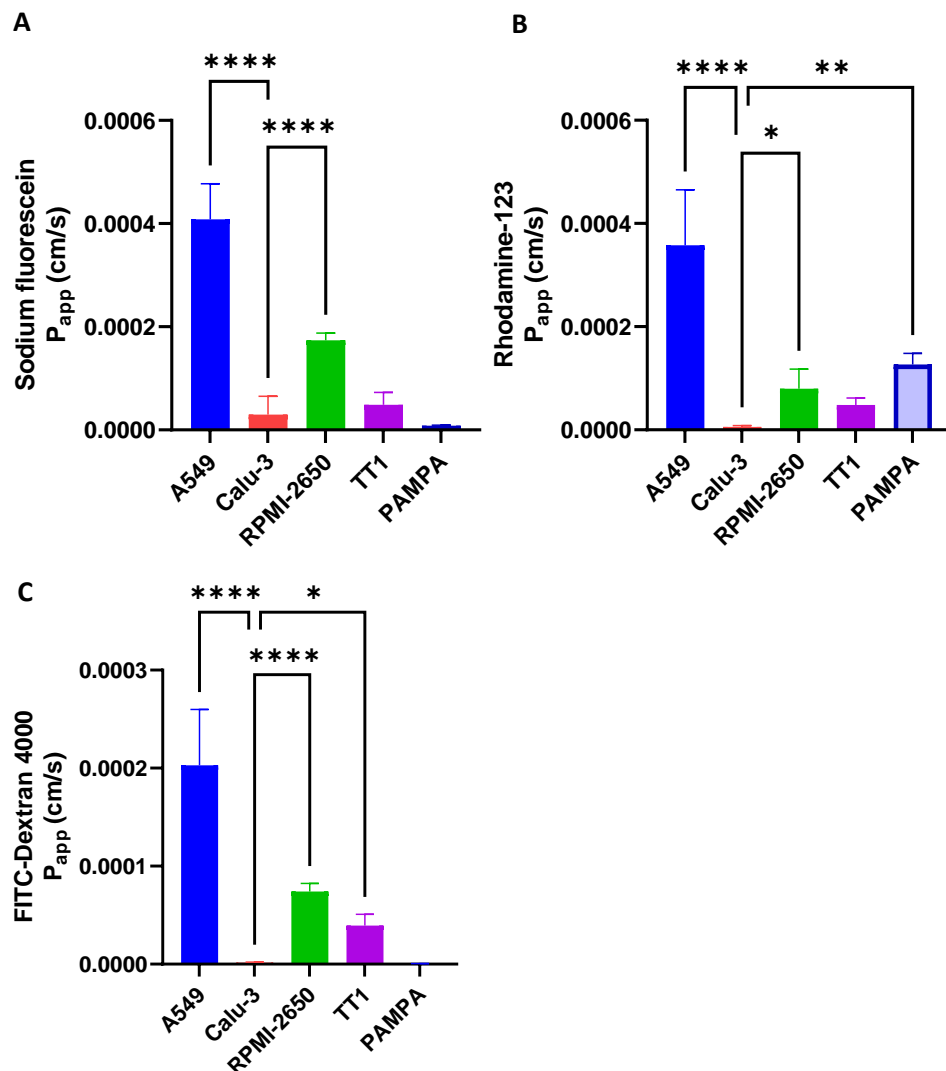 A
****
****
0.0006
0.0004
0.0002
0.0000
Sodium fluorescein
Papp (cm/s)
A549
Calu-3
RPMI-2650
TT1
PAMPA
B
****
**
*
0.0006
0.0004
0.0002
0.0000
Rhodamine-123
Papp (cm/s)
A549
Calu-3
RPMI-2650
TT1
PAMPA
C
****
*
****
0.0003
0.0002
0.0001
0.0000
FITC-Dextran 4000
Papp (cm/s)
A549
Calu-3
RPMI-2650
TT1
PAMPA